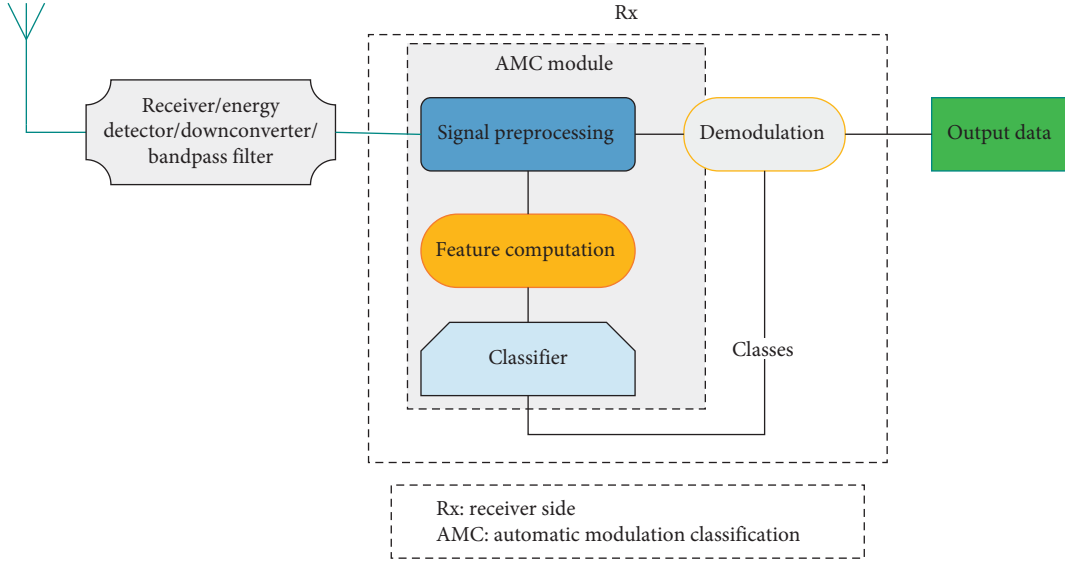 Rx
AMC module
Receiver/energy
detector/downconverter/
bandpass filter
Signal preprocessing
Demodulation
Output data
Feature computation
Classifier
Classes
Rx: receiver side
AMC: automatic modulation classification